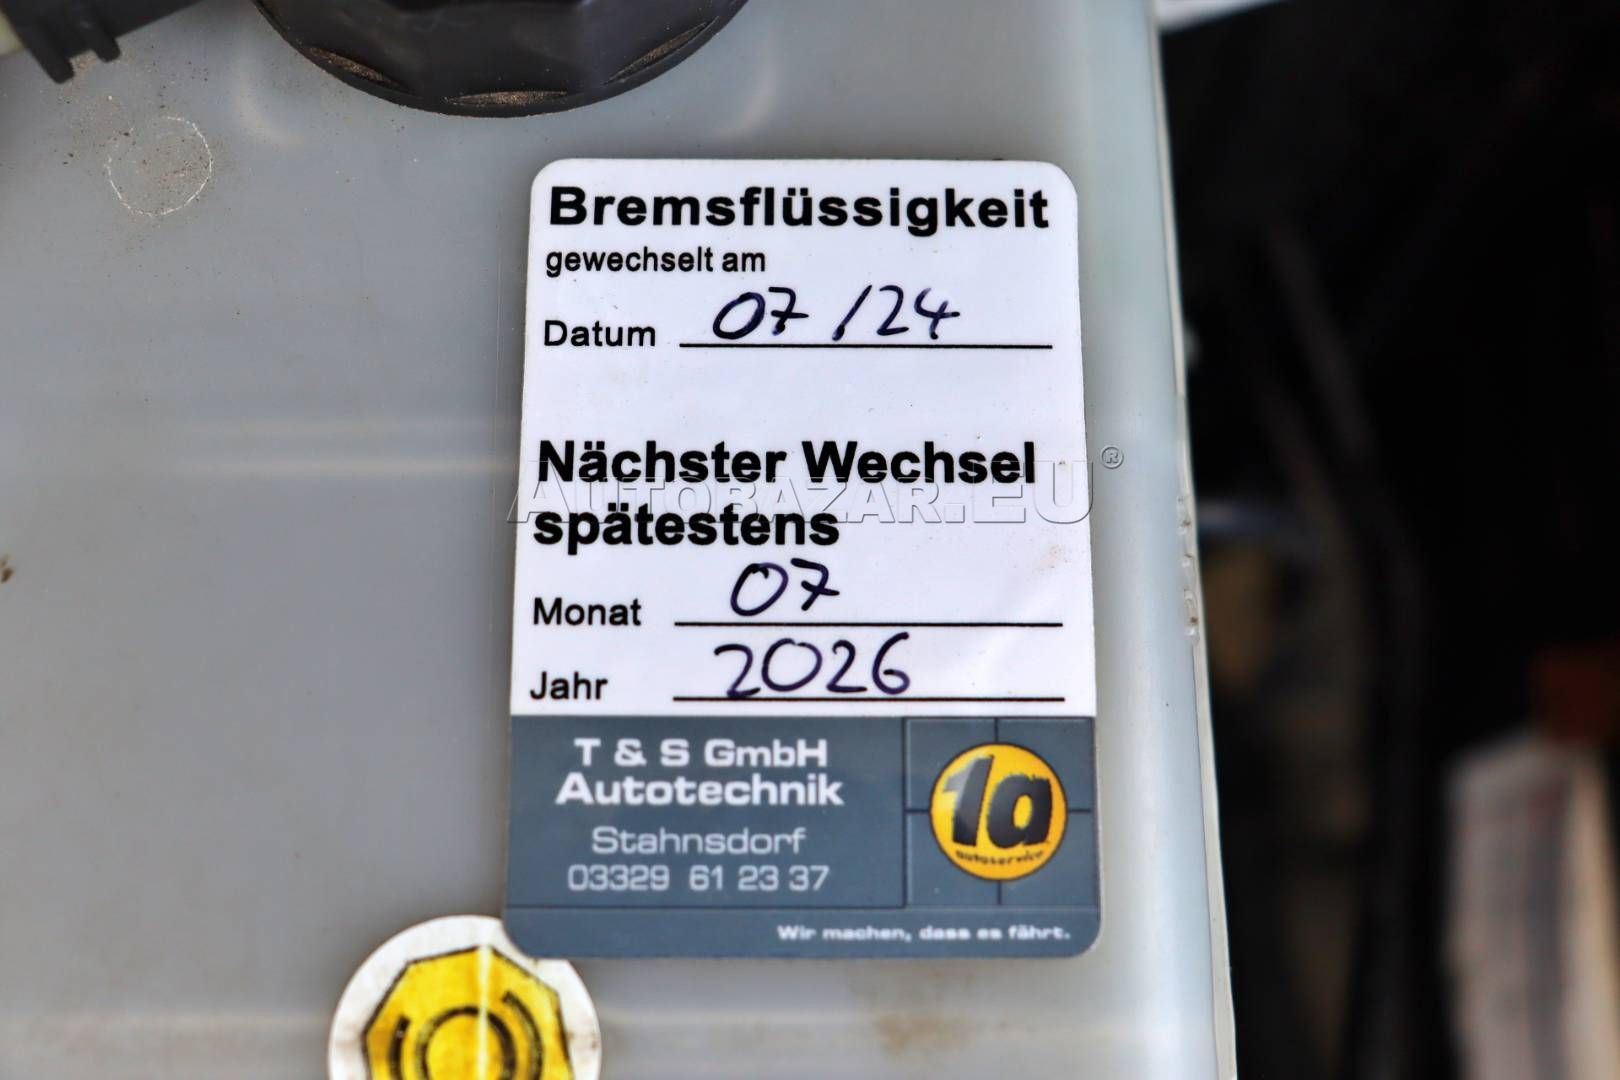 Bremsflüssigkeit
gewechselt am
Datum 07/24
Nächster Wechsel
AUTOBAZAR.EU®
spätestens
Monat 07
Jahr 2026
T & S GmbH
Autotechnik
Stahnsdorf
03329 61 23 37
1a
autoservice
Wir machen, dass es fährt.